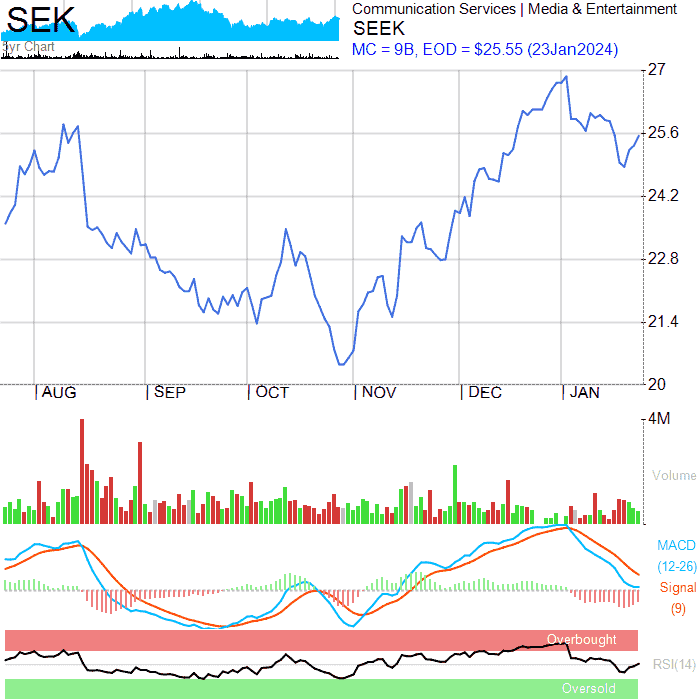 SEK
5yr Chart
Communication Services | Media & Entertainment
SEEK
MC = 9B, EOD = $25.55 (23Jan2024)
27
25.6
24.2
22.8
21.4
20
AUG SEP OCT NOV DEC JAN
4M
Volume
MACD
(12-26)
Signal
(9)
Overbought
RSI(14)
Oversold